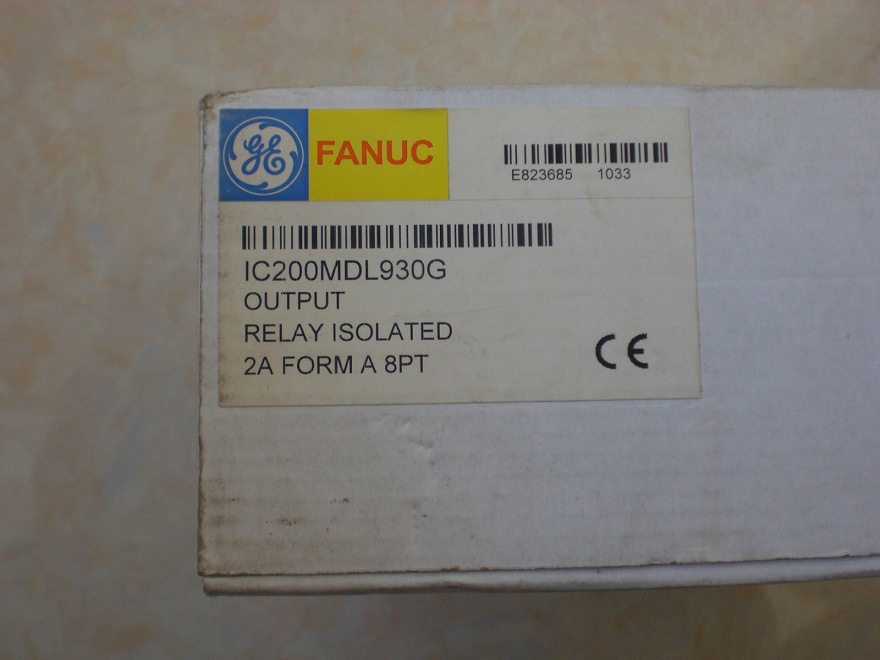 GE FANUC
E823685 1033
IC200MDL930G
OUTPUT
RELAY ISOLATED
2A FORM A 8PT
CE